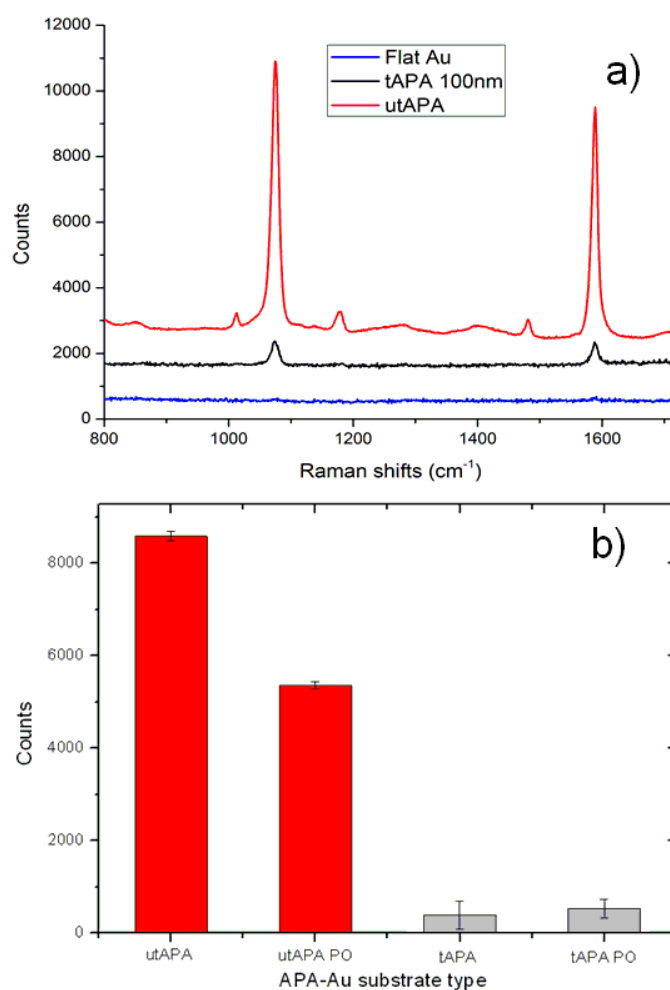 12000
10000
8000
6000
4000
2000
0
Counts
Flat Au
tAPA 100nm
utAPA
a)
800 1000 1200 1400 1600
Raman shifts (cm⁻¹)
b)
8000
6000
4000
2000
0
Counts
utAPA utAPA PO tAPA tAPA PO
APA-Au substrate type